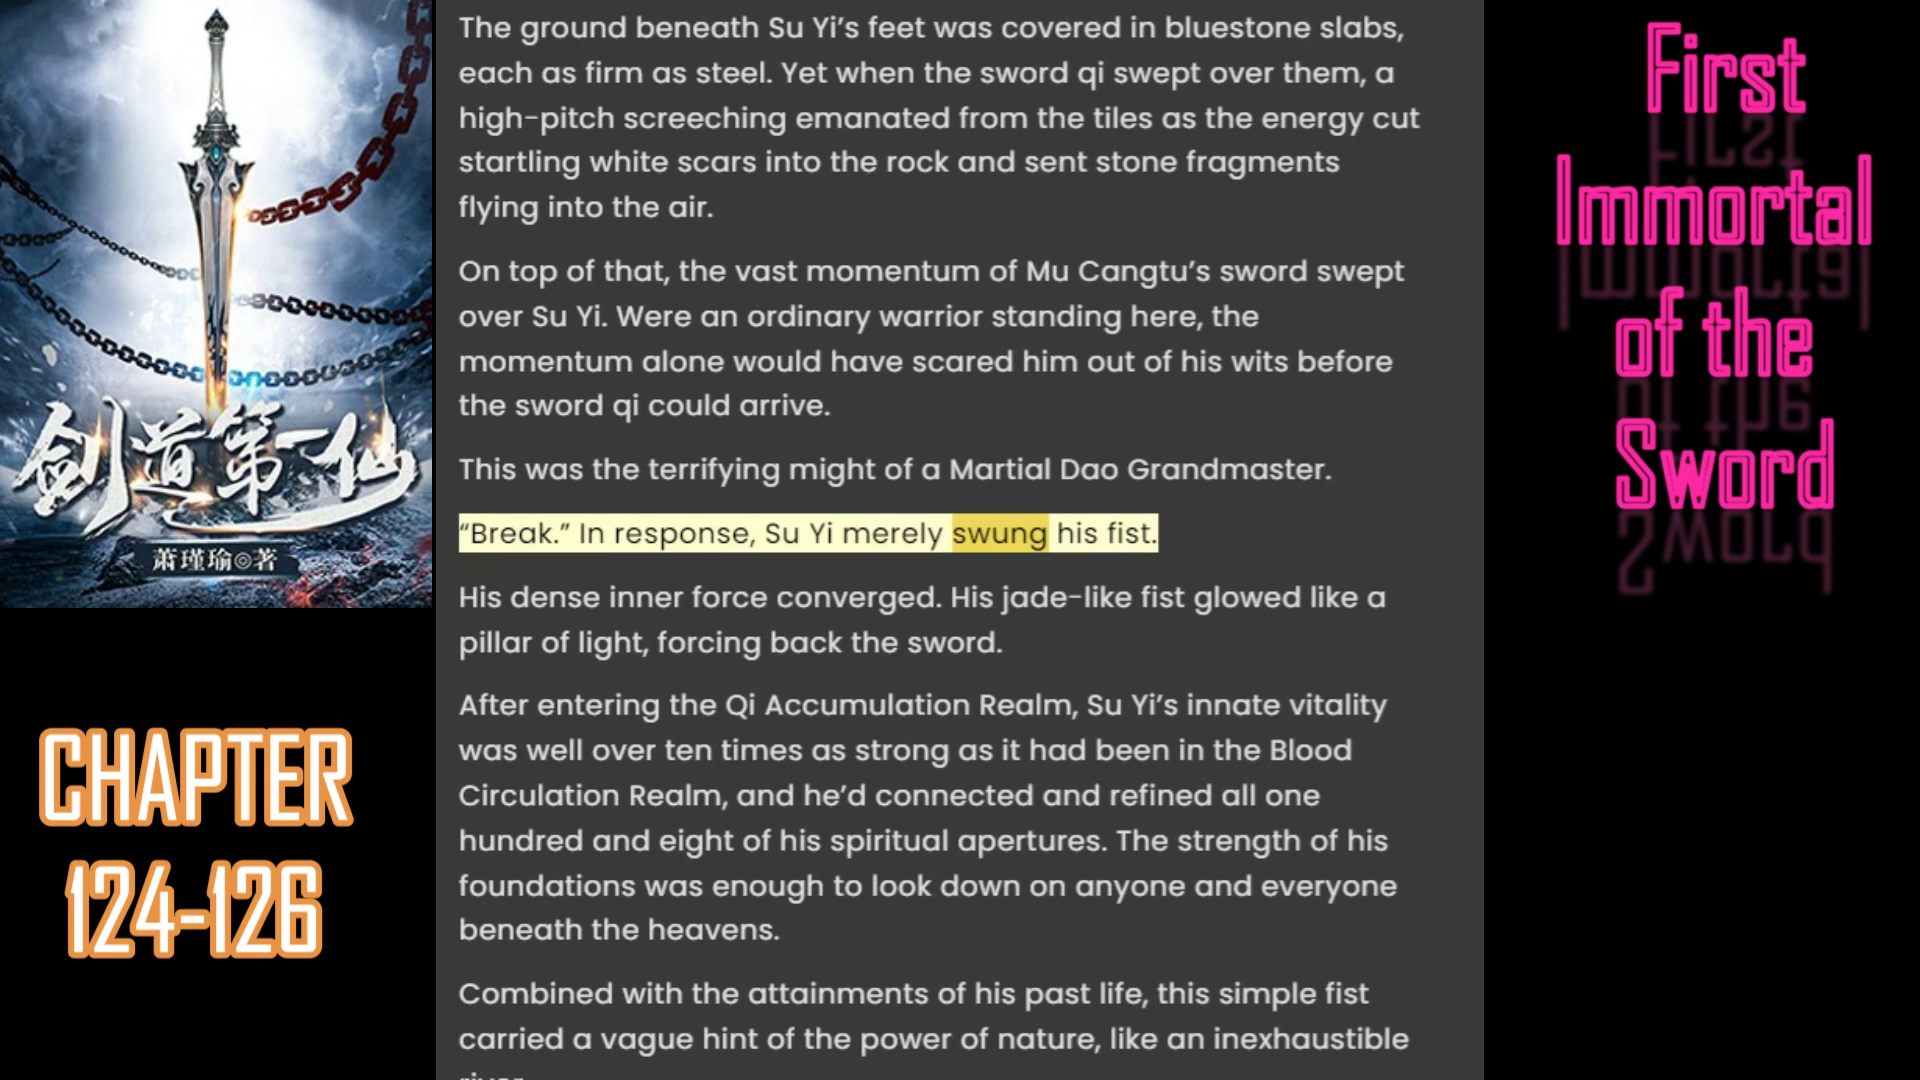 剑道第一仙
萧瑾瑜◎著
CHAPTER
124-126
The ground beneath Su Yi’s feet was covered in bluestone slabs,
each as firm as steel. Yet when the sword qi swept over them, a
high-pitch screeching emanated from the tiles as the energy cut
startling white scars into the rock and sent stone fragments
flying into the air.
On top of that, the vast momentum of Mu Cangtu’s sword swept
over Su Yi. Were an ordinary warrior standing here, the
momentum alone would have scared him out of his wits before
the sword qi could arrive.
This was the terrifying might of a Martial Dao Grandmaster.
“Break.” In response, Su Yi merely swung his fist.
His dense inner force converged. His jade-like fist glowed like a
pillar of light, forcing back the sword.
After entering the Qi Accumulation Realm, Su Yi’s innate vitality
was well over ten times as strong as it had been in the Blood
Circulation Realm, and he’d connected and refined all one
hundred and eight of his spiritual apertures. The strength of his
foundations was enough to look down on anyone and everyone
beneath the heavens.
Combined with the attainments of his past life, this simple fist
carried a vague hint of the power of nature, like an inexhaustible
First
Immortal
of the
Sword